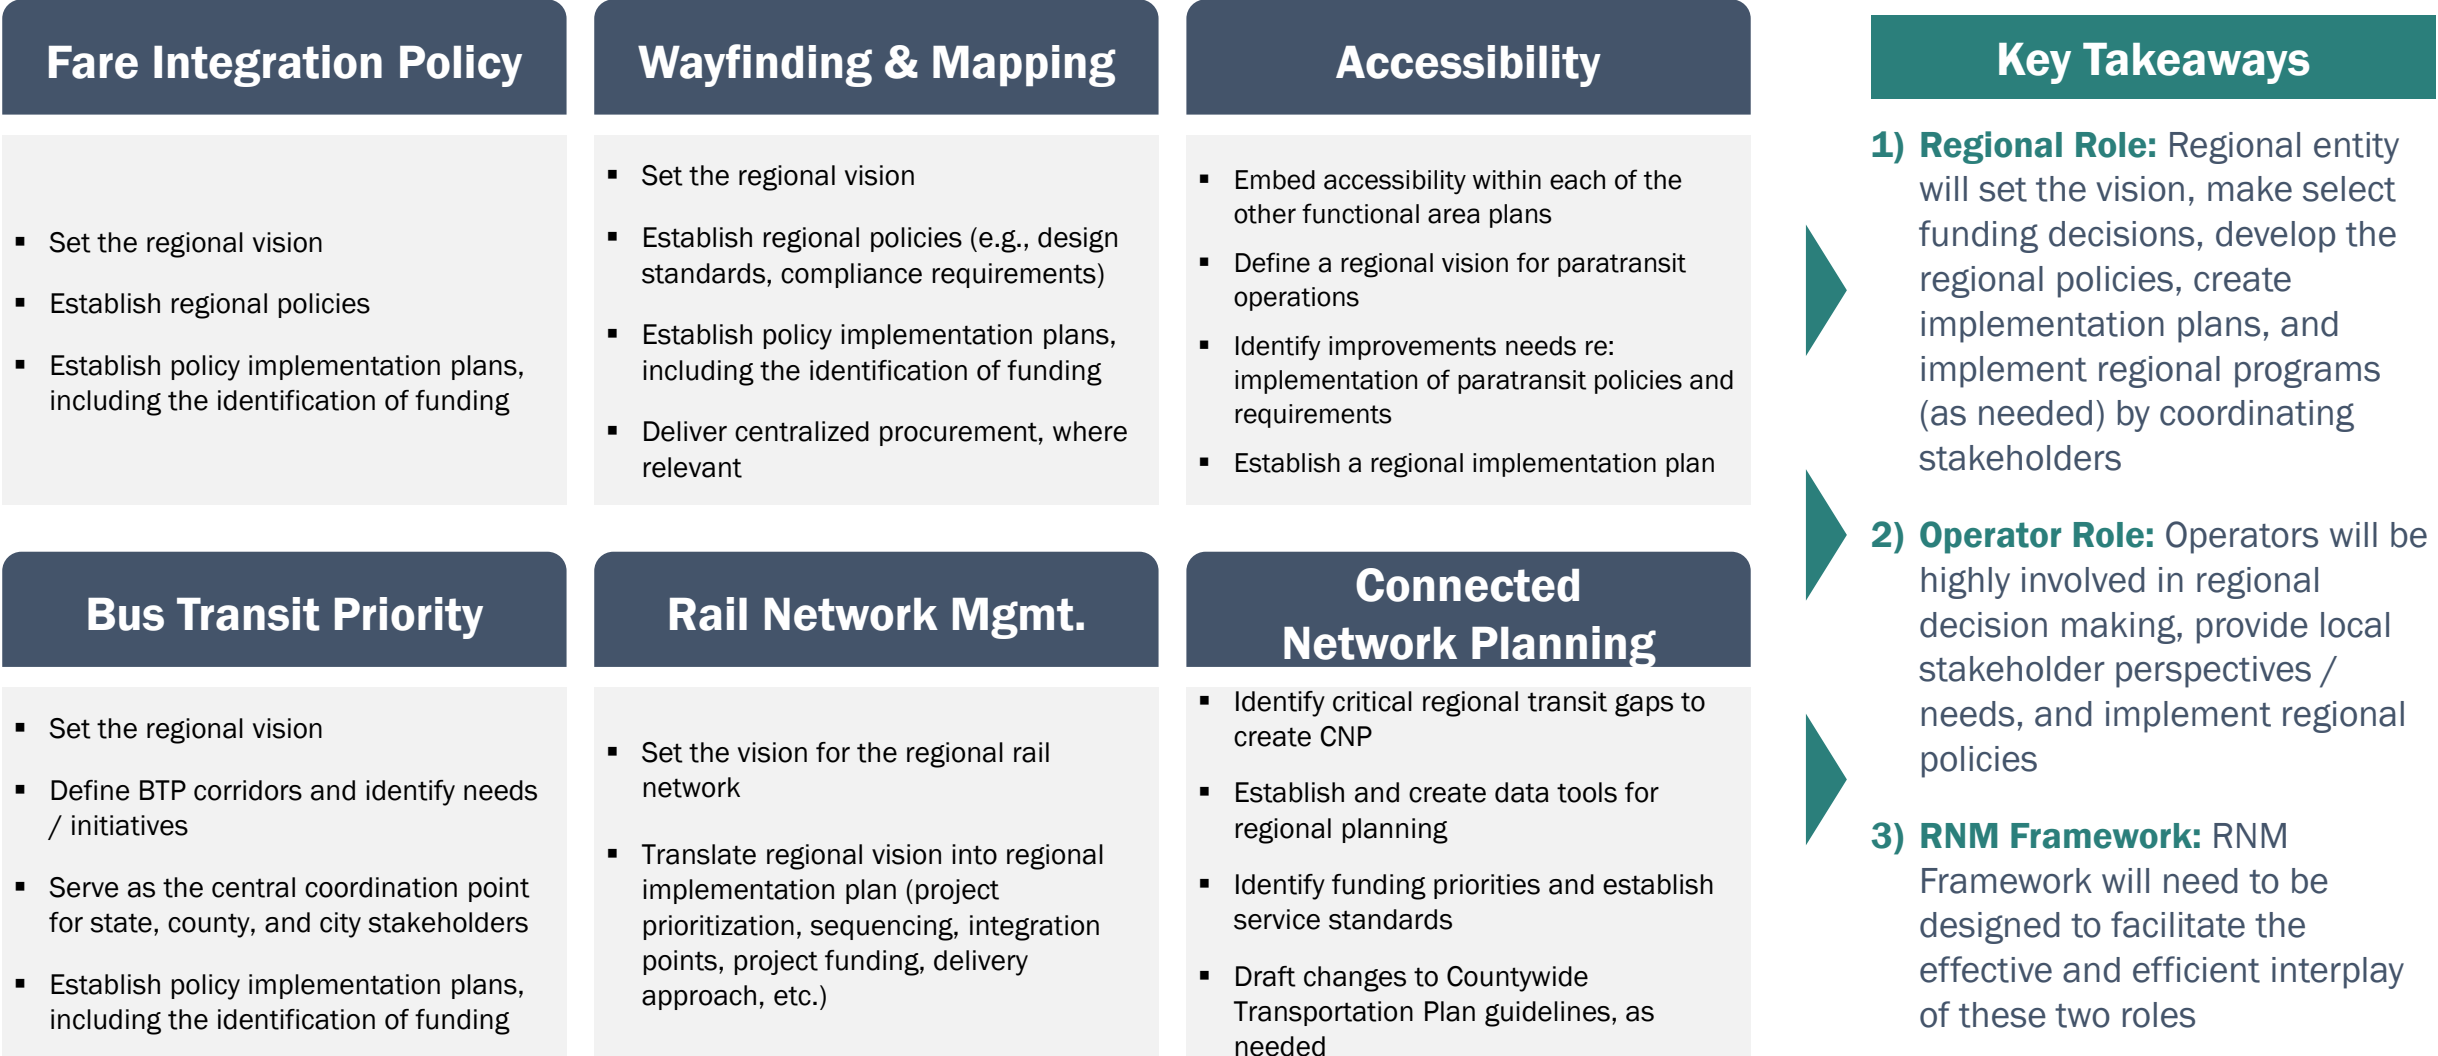 Fare Integration Policy
▪ Set the regional vision
▪ Establish regional policies
▪ Establish policy implementation plans,
including the identification of funding
Wayfinding & Mapping
▪ Set the regional vision
▪ Establish regional policies (e.g., design
standards, compliance requirements)
▪ Establish policy implementation plans,
including the identification of funding
▪ Deliver centralized procurement, where
relevant
Accessibility
▪ Embed accessibility within each of the
other functional area plans
▪ Define a regional vision for paratransit
operations
▪ Identify improvements needs re:
implementation of paratransit policies and
requirements
▪ Establish a regional implementation plan
Bus Transit Priority
▪ Set the regional vision
▪ Define BTP corridors and identify needs
/ initiatives
▪ Serve as the central coordination point
for state, county, and city stakeholders
▪ Establish policy implementation plans,
including the identification of funding
Rail Network Mgmt.
▪ Set the vision for the regional rail
network
▪ Translate regional vision into regional
implementation plan (project
prioritization, sequencing, integration
points, project funding, delivery
approach, etc.)
Connected
Network Planning
▪ Identify critical regional transit gaps to
create CNP
▪ Establish and create data tools for
regional planning
▪ Identify funding priorities and establish
service standards
▪ Draft changes to Countywide
Transportation Plan guidelines, as
needed
Key Takeaways
1) Regional Role: Regional entity
will set the vision, make select
funding decisions, develop the
regional policies, create
implementation plans, and
implement regional programs
(as needed) by coordinating
stakeholders
2) Operator Role: Operators will be
highly involved in regional
decision making, provide local
stakeholder perspectives /
needs, and implement regional
policies
3) RNM Framework: RNM
Framework will need to be
designed to facilitate the
effective and efficient interplay
of these two roles